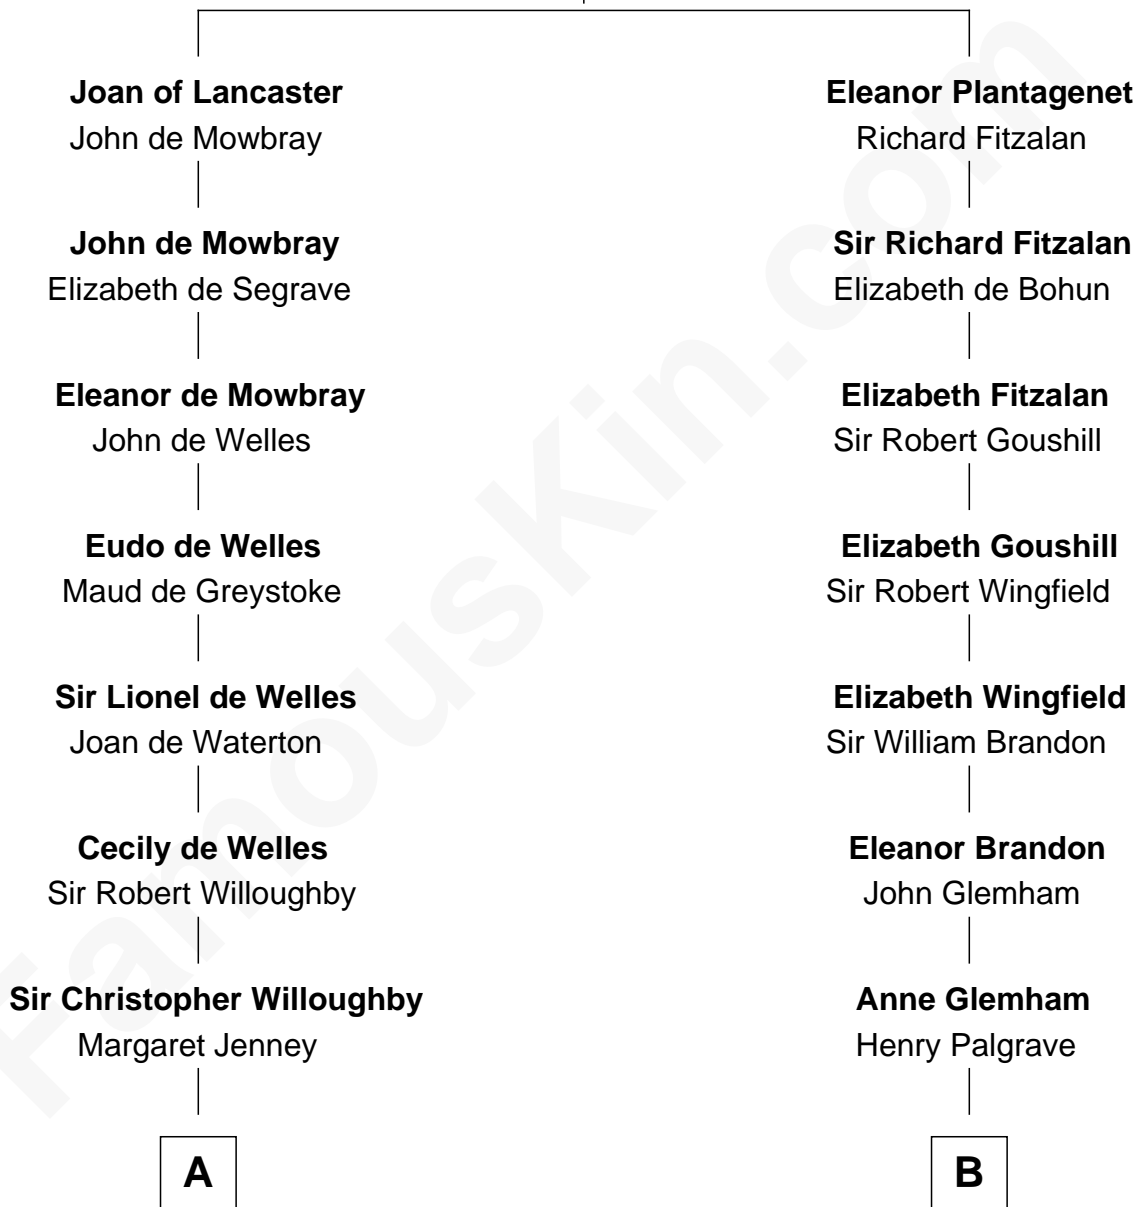 Joan of Lancaster
John de Mowbray
John de Mowbray
Elizabeth de Segrave
Eleanor de Mowbray
John de Welles
Eudo de Welles
Maud de Greystoke
Sir Lionel de Welles
Joan de Waterton
Cecily de Welles
Sir Robert Willoughby
Sir Christopher Willoughby
Margaret Jenney
A
Eleanor Plantagenet
Richard Fitzalan
Sir Richard Fitzalan
Elizabeth de Bohun
Elizabeth Fitzalan
Sir Robert Goushill
Elizabeth Goushill
Sir Robert Wingfield
Elizabeth Wingfield
Sir William Brandon
Eleanor Brandon
John Glemham
Anne Glemham
Henry Palgrave
B
FamousKin.com